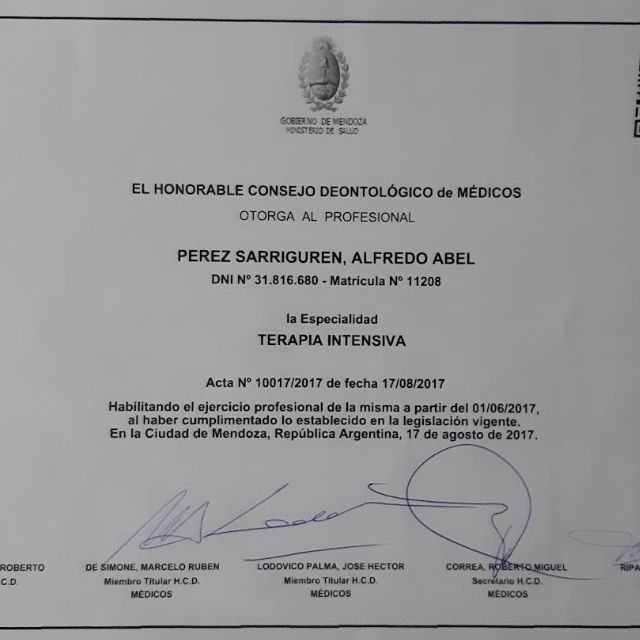 GOBIERNO DE MENDOZA
MINISTERIO DE SALUD
EL HONORABLE CONSEJO DEONTOLÓGICO de MÉDICOS
OTORGA AL PROFESIONAL
PEREZ SARRIGUREN, ALFREDO ABEL
DNI Nº 31.816.680 - Matrícula Nº 11208
la Especialidad
TERAPIA INTENSIVA
Acta Nº 10017/2017 de fecha 17/08/2017
Habilitando el ejercicio profesional de la misma a partir del 01/06/2017,
al haber cumplimentado lo establecido en la legislación vigente.
En la Ciudad de Mendoza, República Argentina, 17 de agosto de 2017.
ROBERTO DE SIMONE, MARCELO RUBEN LODOVICO PALMA, JOSE HECTOR CORREA, ROBERTO MIGUEL RIPA
C.D. Miembro Titular H.C.D. Miembro Titular H.C.D. Secretario H.C.D.
MÉDICOS MÉDICOS MÉDICOS